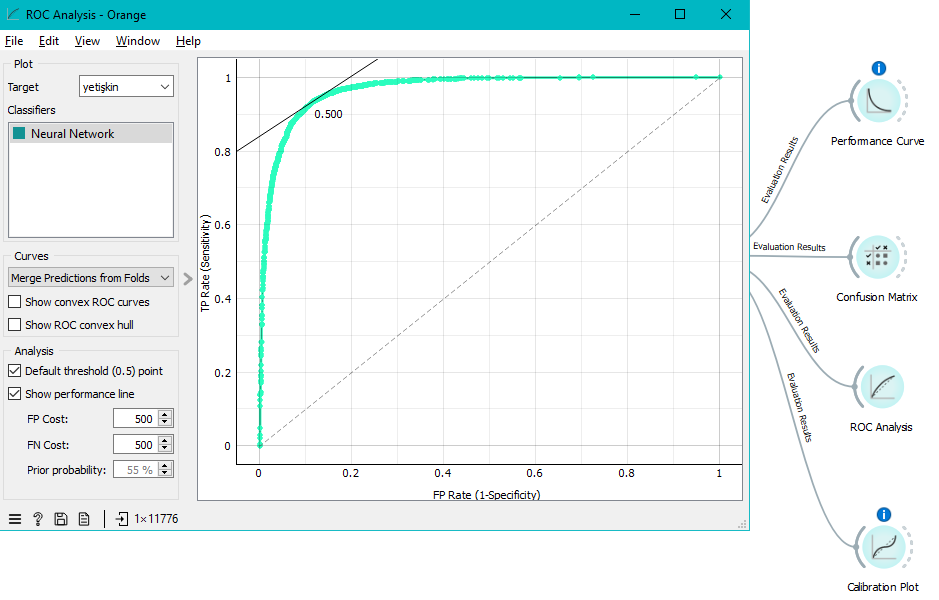 ROC Analysis - Orange
File Edit View Window Help
Plot
Target yetişkin
Classifiers
Neural Network
Curves
Merge Predictions from Folds
Show convex ROC curves
Show ROC convex hull
Analysis
Default threshold (0.5) point
Show performance line
FP Cost: 500
FN Cost: 500
Prior probability: 55 %
1×11776
TP Rate (Sensitivity)
1
0.8
0.6
0.4
0.2
0
0.500
0 0.2 0.4 0.6 0.8 1
FP Rate (1-Specificity)
Evaluation Results
Performance Curve
Evaluation Results
Confusion Matrix
Evaluation Results
ROC Analysis
Evaluation Results
Calibration Plot